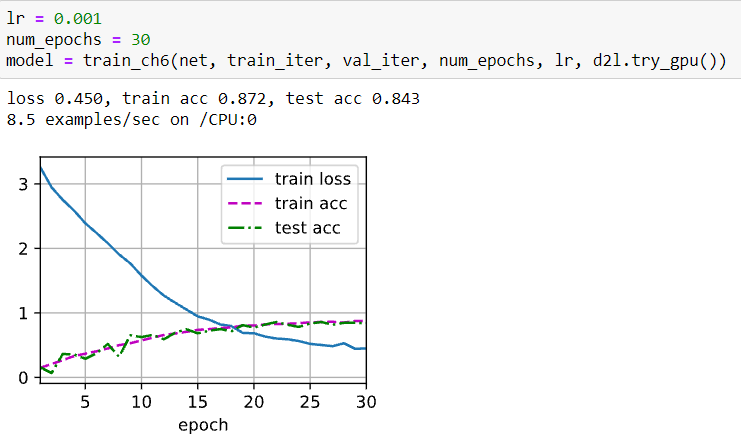 lr = 0.001
num_epochs = 30
model = train_ch6(net, train_iter, val_iter, num_epochs, lr, d2l.try_gpu())
loss 0.450, train acc 0.872, test acc 0.843
8.5 examples/sec on /CPU:0
train loss
train acc
test acc
3
2
1
0
5 10 15 20 25 30
epoch